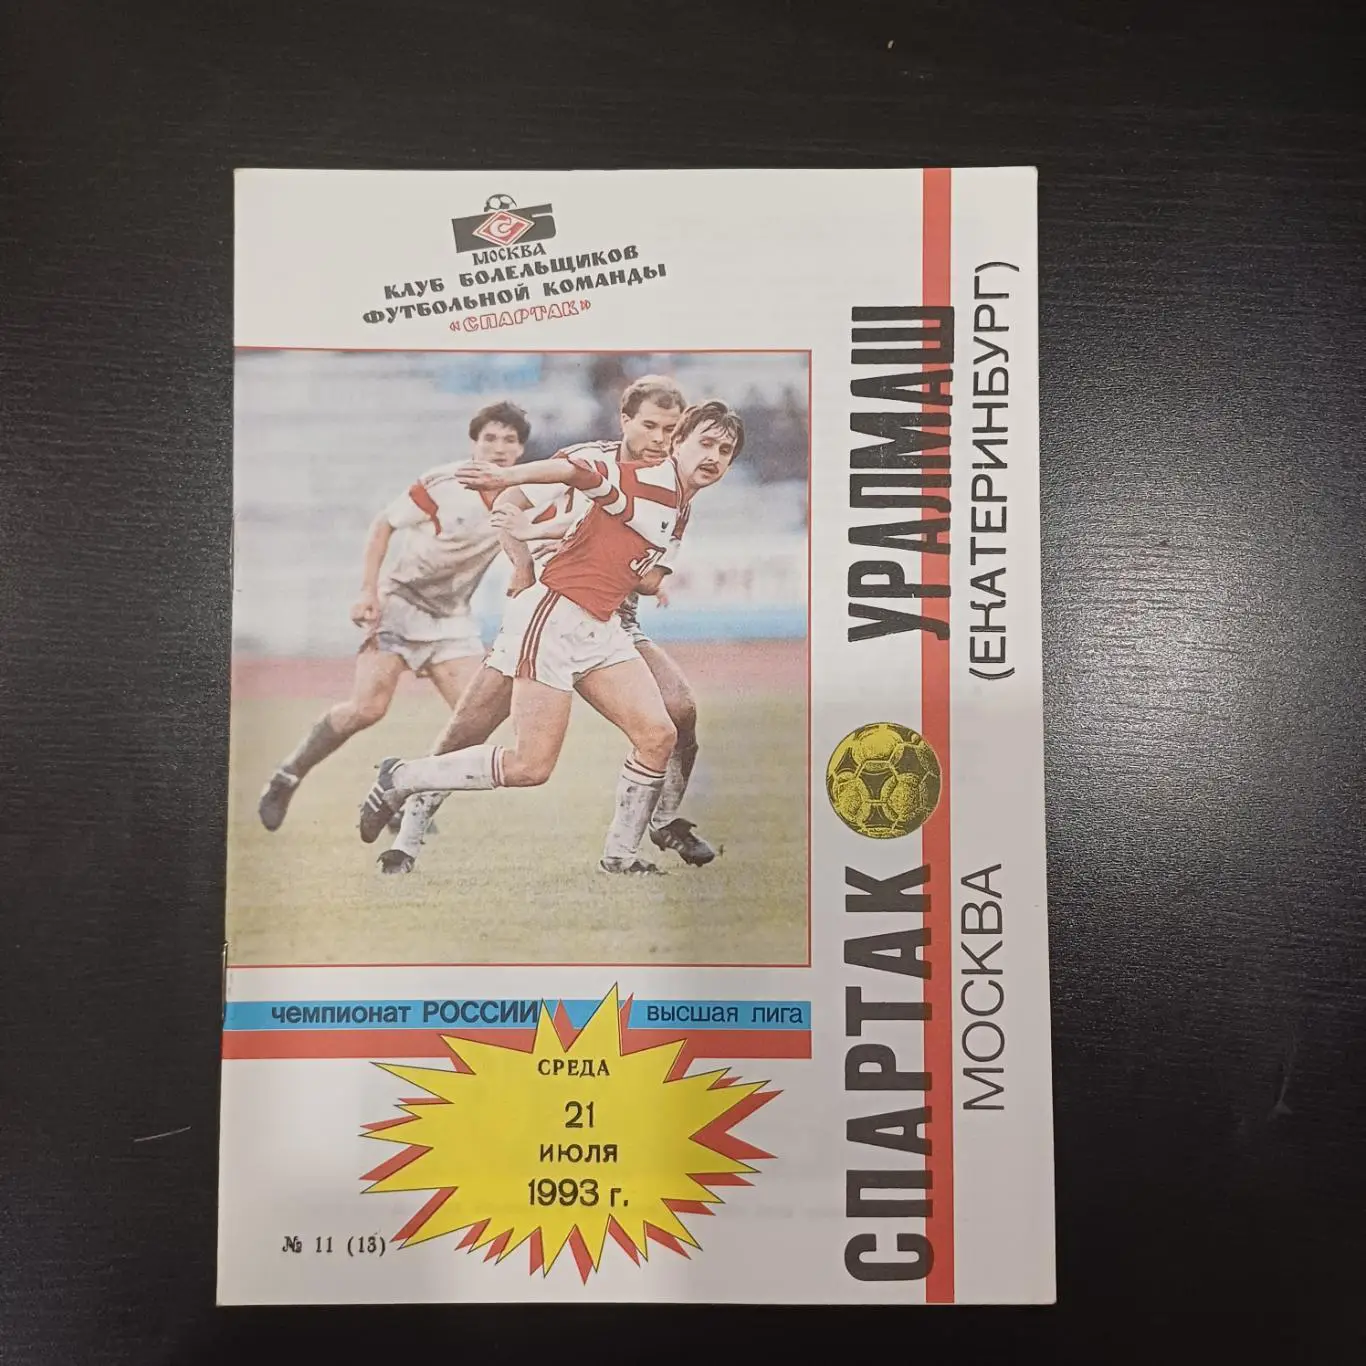 МОСКВА
КЛУБ БОЛЕЛЬЩИКОВ
ФУТБОЛЬНОЙ КОМАНДЫ
«СПАРТАК»
СПАРТАК
МОСКВА
УРАЛМАШ
(ЕКАТЕРИНБУРГ)
чемпионат РОССИИ
высшая лига
СРЕДА
21
ИЮЛЯ
1993 г.
№ 11 (13)